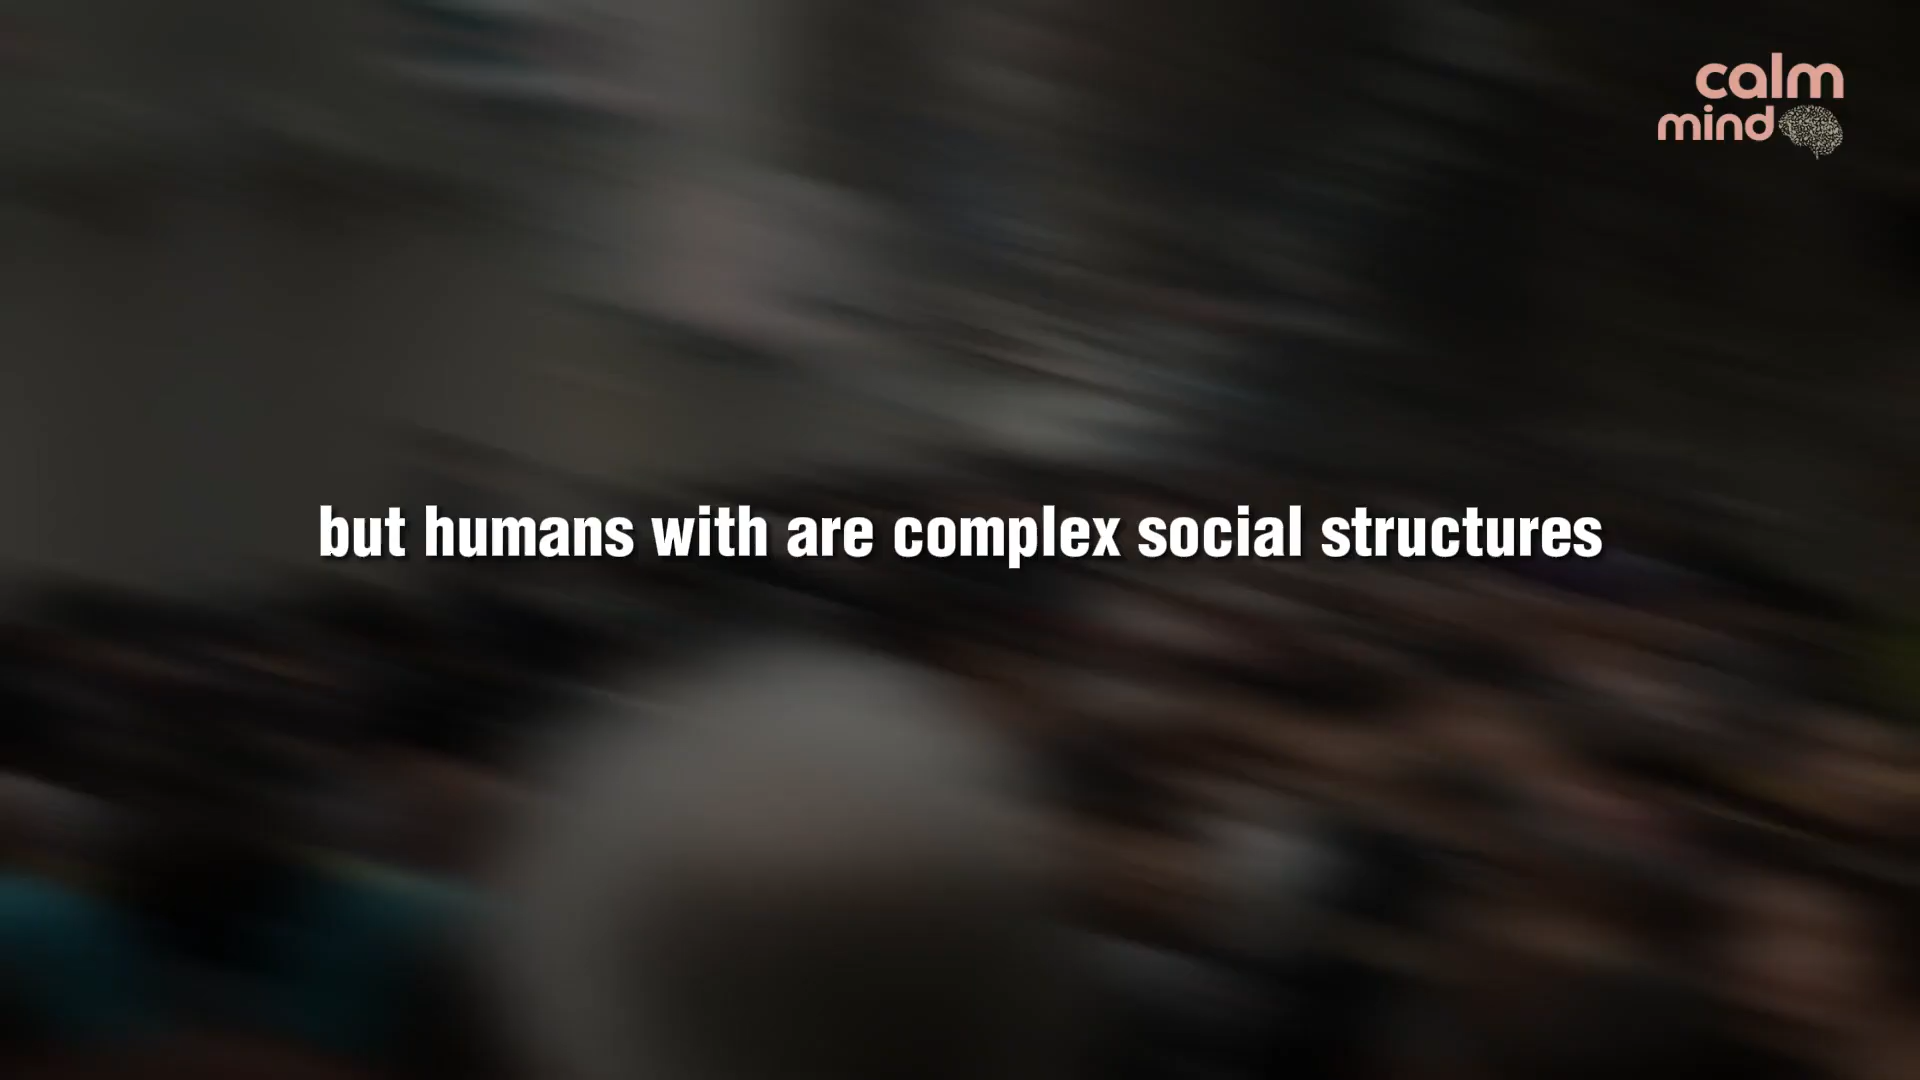 calm
mind
but humans with are complex social structures